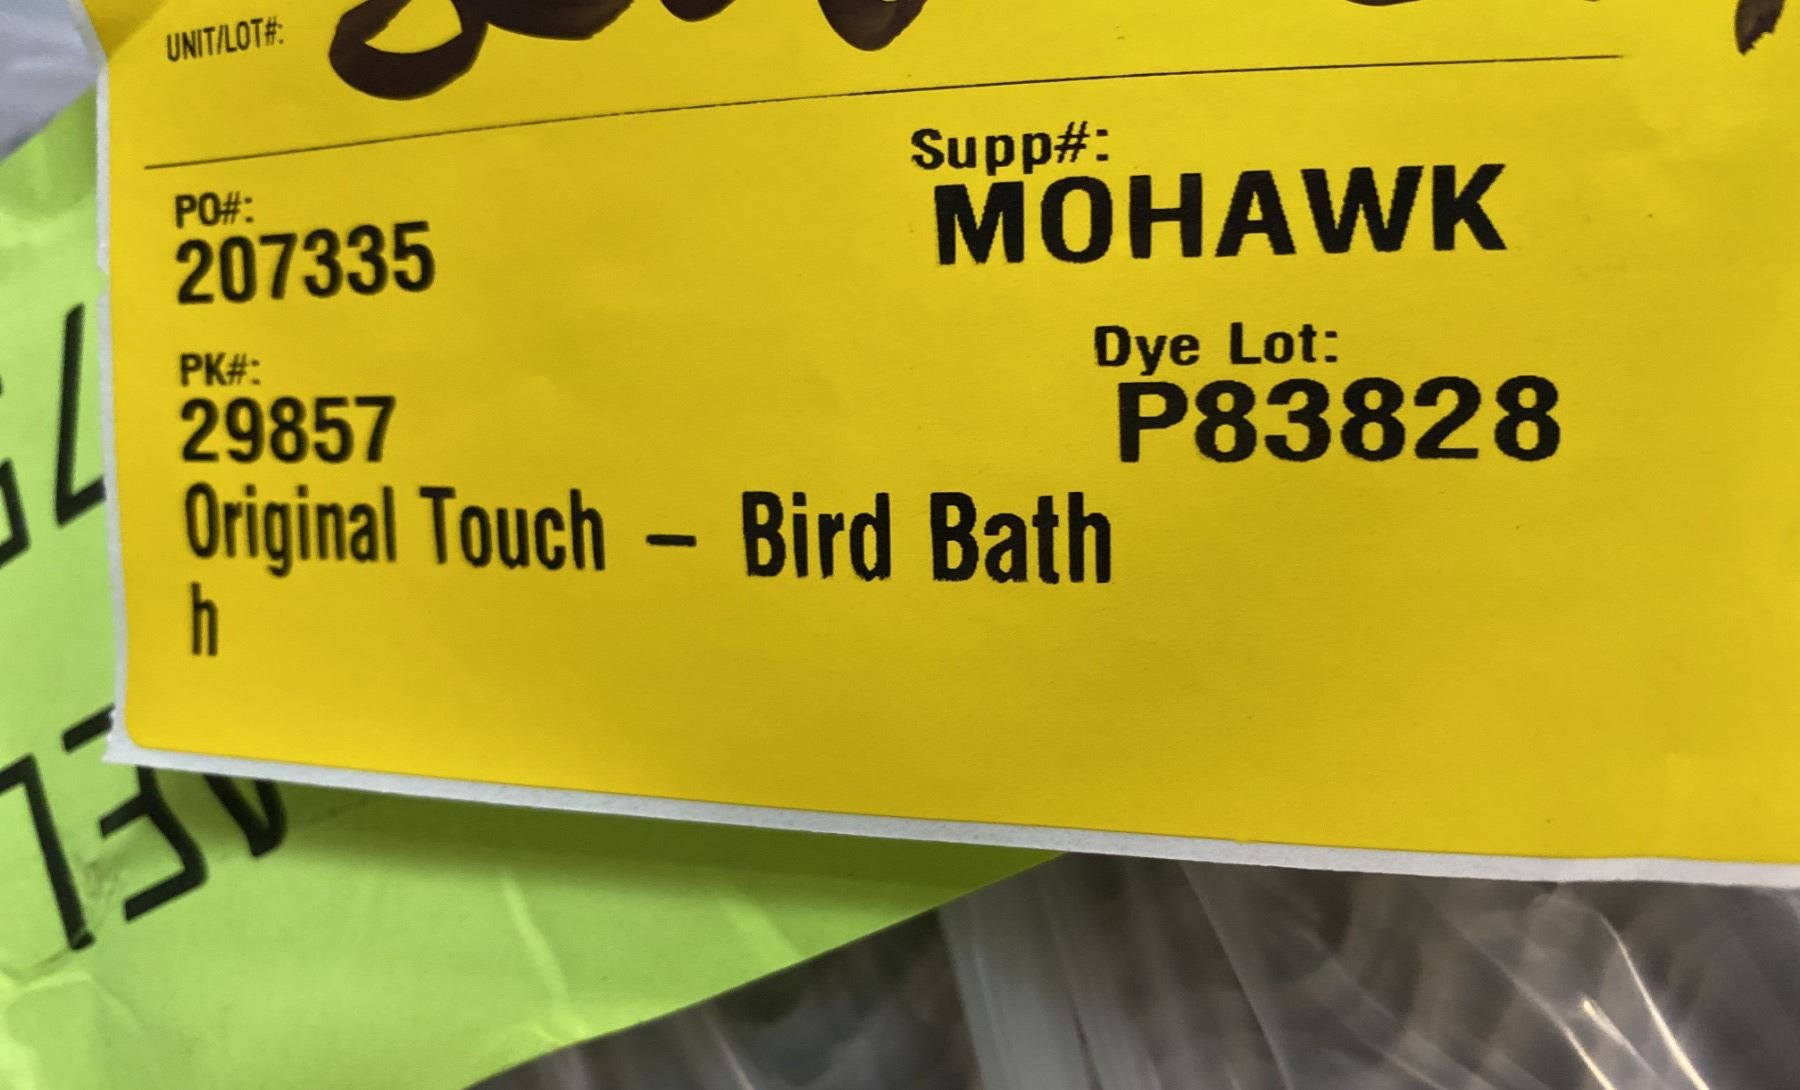 UNIT/LOT#:
Supp#:
MOHAWK
PO#:
207335
Dye Lot:
P83828
PK#:
29857
Original Touch - Bird Bath
h